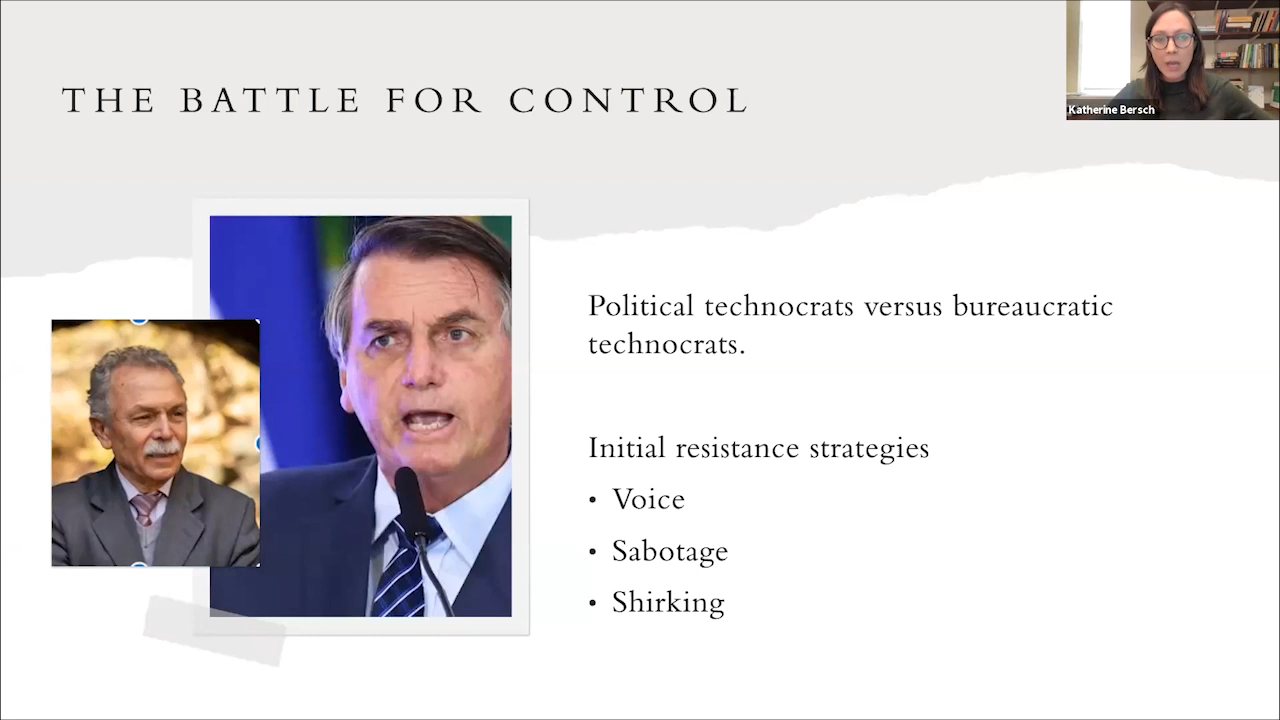 THE BATTLE FOR CONTROL
Katherine Bersch
Political technocrats versus bureaucratic
technocrats.
Initial resistance strategies
• Voice
• Sabotage
• Shirking